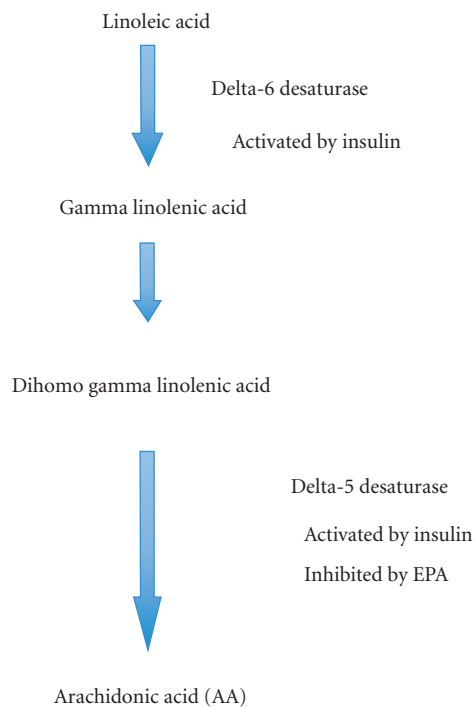 Linoleic acid
Delta-6 desaturase
Activated by insulin
Gamma linolenic acid
Dihomo gamma linolenic acid
Delta-5 desaturase
Activated by insulin
Inhibited by EPA
Arachidonic acid (AA)